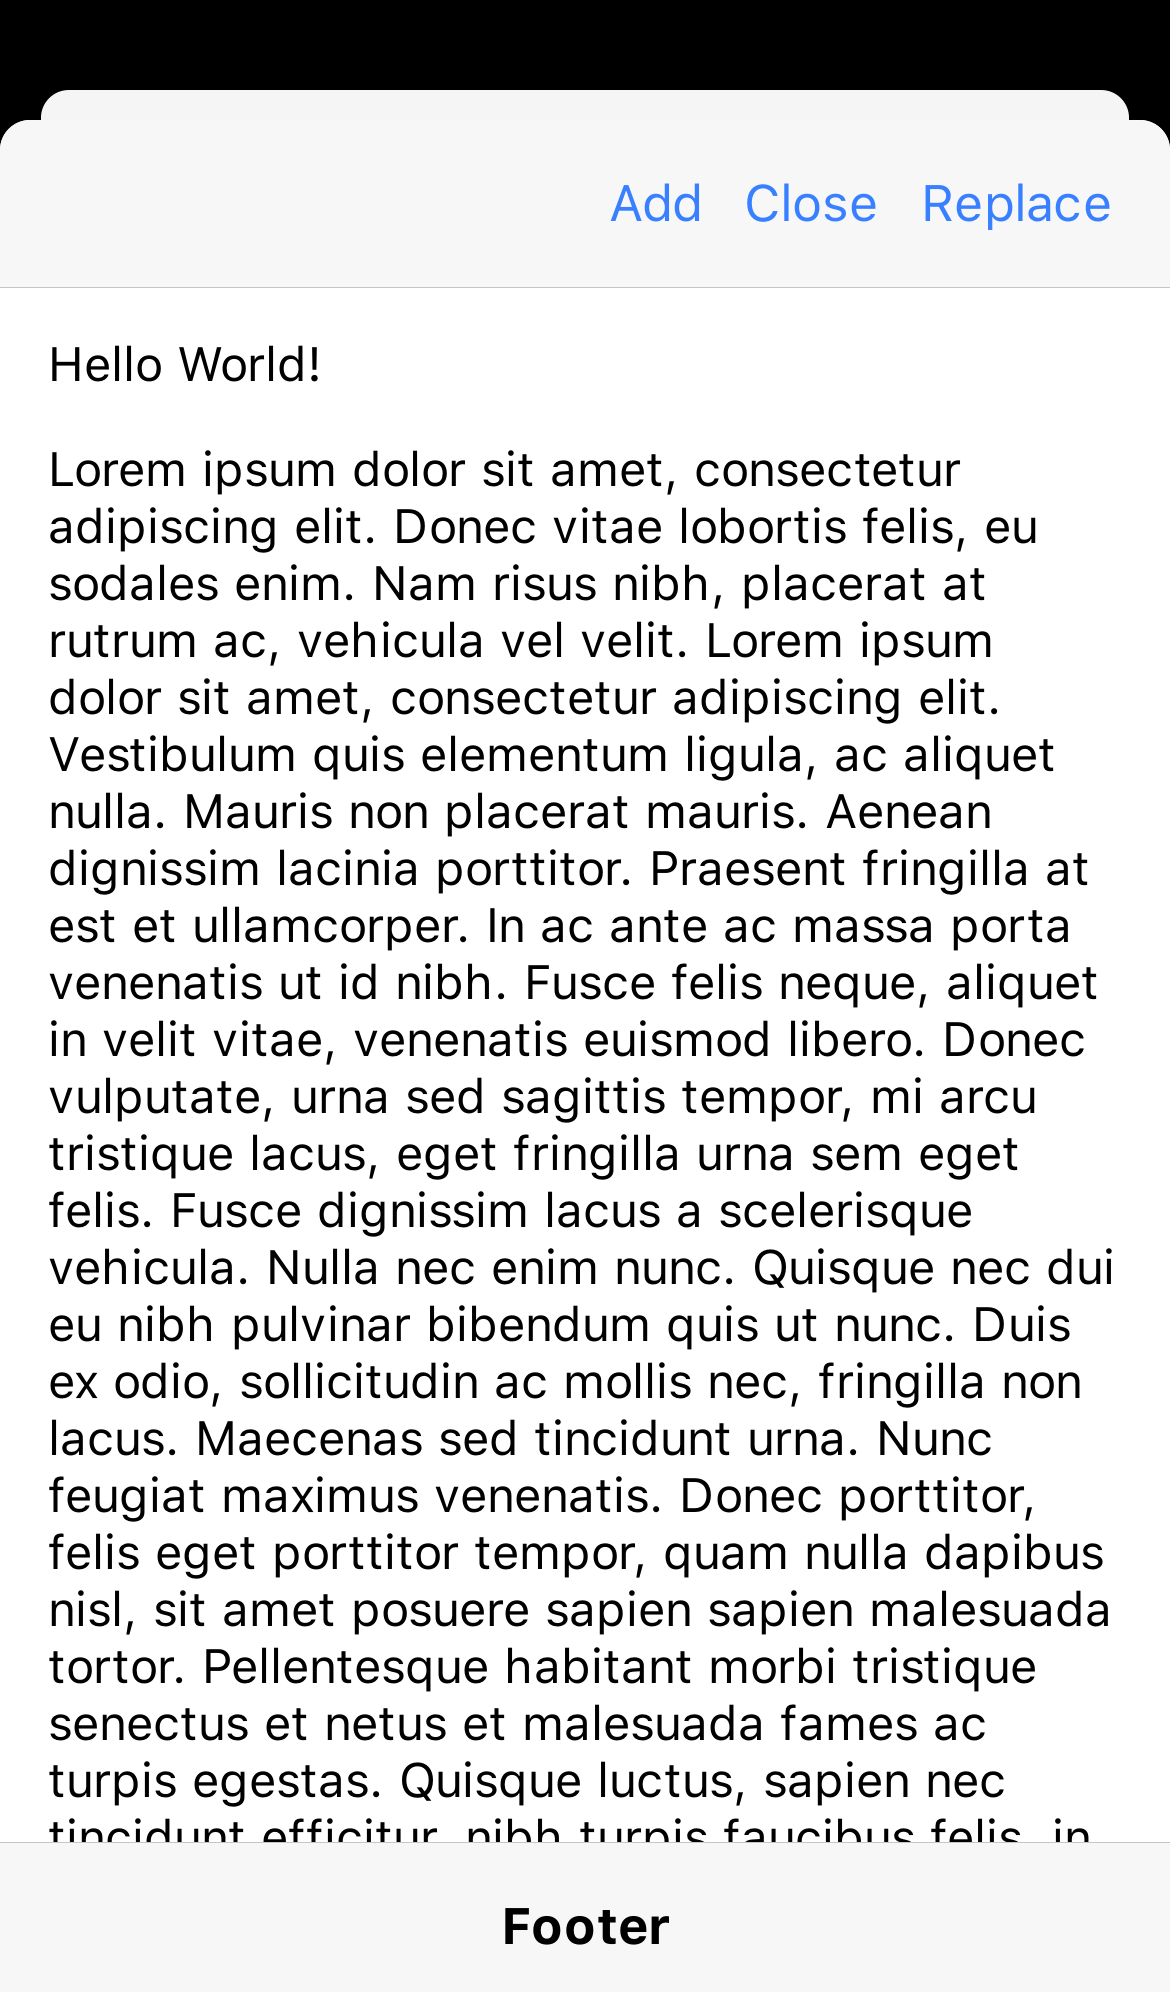 Add Close Replace
Hello World!
Lorem ipsum dolor sit amet, consectetur
adipiscing elit. Donec vitae lobortis felis, eu
sodales enim. Nam risus nibh, placerat at
rutrum ac, vehicula vel velit. Lorem ipsum
dolor sit amet, consectetur adipiscing elit.
Vestibulum quis elementum ligula, ac aliquet
nulla. Mauris non placerat mauris. Aenean
dignissim lacinia porttitor. Praesent fringilla at
est et ullamcorper. In ac ante ac massa porta
venenatis ut id nibh. Fusce felis neque, aliquet
in velit vitae, venenatis euismod libero. Donec
vulputate, urna sed sagittis tempor, mi arcu
tristique lacus, eget fringilla urna sem eget
felis. Fusce dignissim lacus a scelerisque
vehicula. Nulla nec enim nunc. Quisque nec dui
eu nibh pulvinar bibendum quis ut nunc. Duis
ex odio, sollicitudin ac mollis nec, fringilla non
lacus. Maecenas sed tincidunt urna. Nunc
feugiat maximus venenatis. Donec porttitor,
felis eget porttitor tempor, quam nulla dapibus
nisl, sit amet posuere sapien sapien malesuada
tortor. Pellentesque habitant morbi tristique
senectus et netus et malesuada fames ac
turpis egestas. Quisque luctus, sapien nec
tincidunt efficitur, nibh turpis faucibus felis, in
Footer